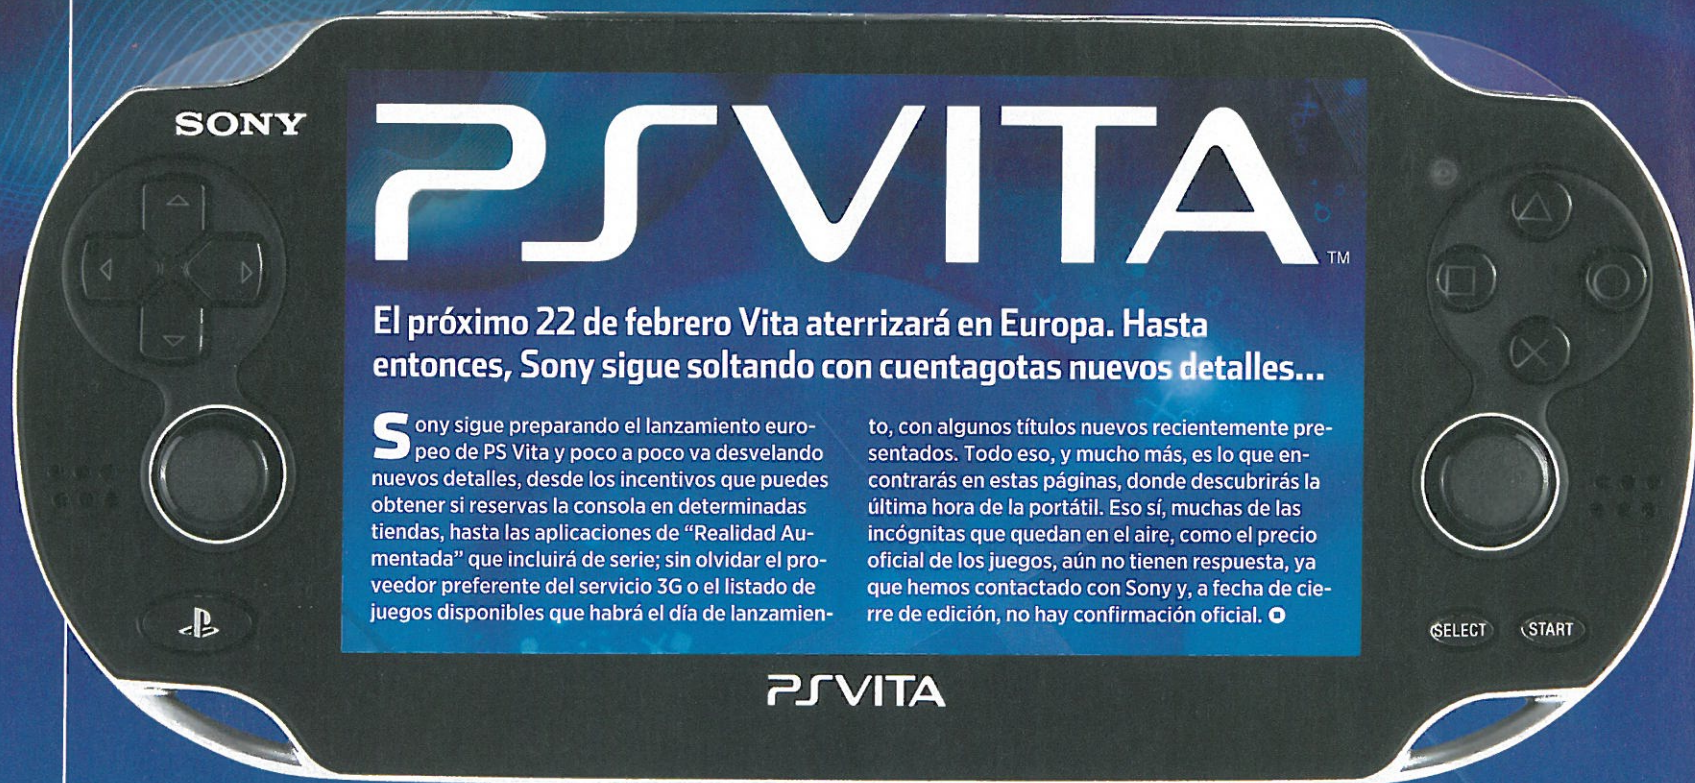 SONY
PSVITA
TM
El próximo 22 de febrero Vita aterrizará en Europa. Hasta
entonces, Sony sigue soltando con cuentagotas nuevos detalles...
Sony sigue preparando el lanzamiento euro-
peo de PS Vita y poco a poco va desvelando
nuevos detalles, desde los incentivos que puedes
obtener si reservas la consola en determinadas
tiendas, hasta las aplicaciones de “Realidad Au-
mentada” que incluirá de serie; sin olvidar el pro-
veedor preferente del servicio 3G o el listado de
juegos disponibles que habrá el día de lanzamien-
to, con algunos títulos nuevos recientemente pre-
sentados. Todo eso, y mucho más, es lo que en-
contrarás en estas páginas, donde descubrirás la
última hora de la portátil. Eso sí, muchas de las
incógnitas que quedan en el aire, como el precio
oficial de los juegos, aún no tienen respuesta, ya
que hemos contactado con Sony y, a fecha de cie-
rre de edición, no hay confirmación oficial.
SELECT START
PSVITA